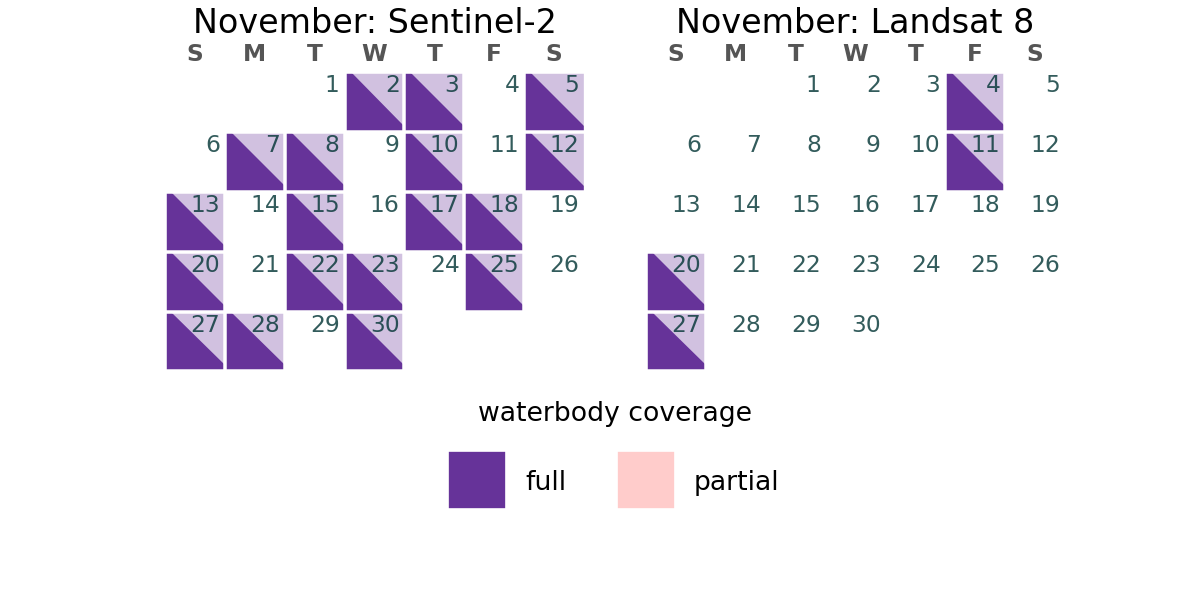 November: Sentinel-2
S M T W T F S
1 2 3 4 5
6 7 8 9 10 11 12
13 14 15 16 17 18 19
20 21 22 23 24 25 26
27 28 29 30
November: Landsat 8
S M T W T F S
1 2 3 4 5
6 7 8 9 10 11 12
13 14 15 16 17 18 19
20 21 22 23 24 25 26
27 28 29 30
waterbody coverage
full
partial